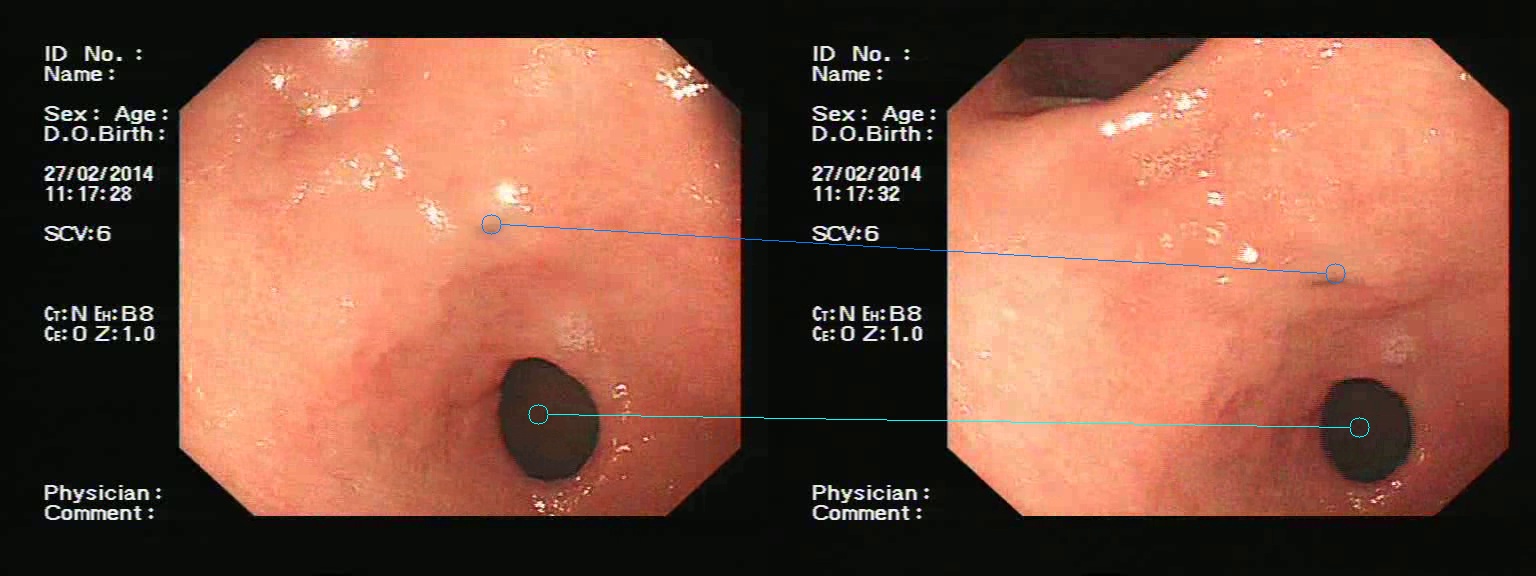 ID No. :
Name:
Sex: Age:
D.O.Birth:
27/02/2014
11:17:28
SCV:6
CT:N EH:B8
CE:0 Z:1.0
Physician:
Comment:
ID No. :
Name:
Sex: Age:
D.O.Birth:
27/02/2014
11:17:32
SCV:6
CT:N EH:B8
CE:0 Z:1.0
Physician:
Comment: